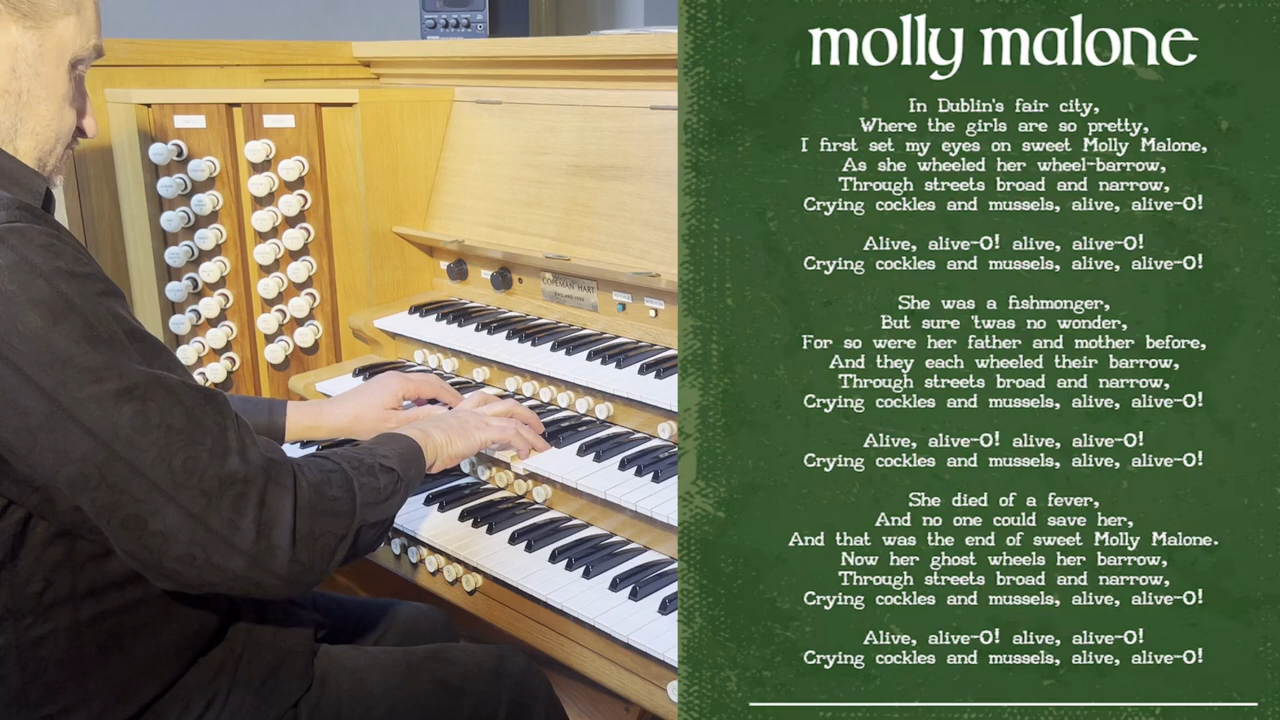 COPEMAN HART
molly malone
In Dublin's fair city,
Where the girls are so pretty,
I first set my eyes on sweet Molly Malone,
As she wheeled her wheel-barrow,
Through streets broad and narrow,
Crying cockles and mussels, alive, alive-O!
Alive, alive-O! alive, alive-O!
Crying cockles and mussels, alive, alive-O!
She was a fishmonger,
But sure 'twas no wonder,
For so were her father and mother before,
And they each wheeled their barrow,
Through streets broad and narrow,
Crying cockles and mussels, alive, alive-O!
Alive, alive-O! alive, alive-O!
Crying cockles and mussels, alive, alive-O!
She died of a fever,
And no one could save her,
And that was the end of sweet Molly Malone.
Now her ghost wheels her barrow,
Through streets broad and narrow,
Crying cockles and mussels, alive, alive-O!
Alive, alive-O! alive, alive-O!
Crying cockles and mussels, alive, alive-O!